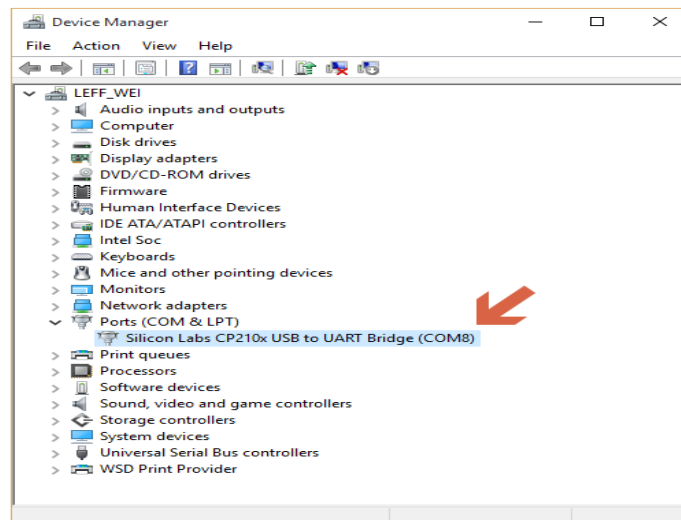 Device Manager
File Action View Help
LEFF_WEI
Audio inputs and outputs
Computer
Disk drives
Display adapters
DVD/CD-ROM drives
Firmware
Human Interface Devices
IDE ATA/ATAPI controllers
Intel Soc
Keyboards
Mice and other pointing devices
Monitors
Network adapters
Ports (COM & LPT)
Silicon Labs CP210x USB to UART Bridge (COM8)
Print queues
Processors
Software devices
Sound, video and game controllers
Storage controllers
System devices
Universal Serial Bus controllers
WSD Print Provider